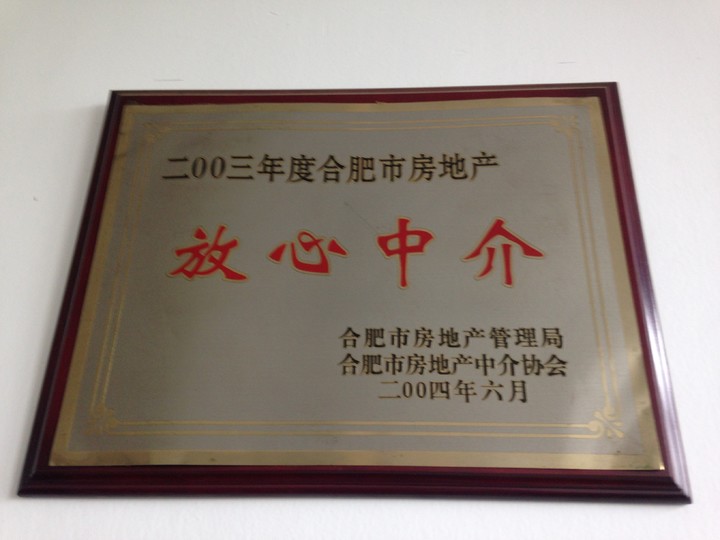 二00三年度合肥市房地产
放心中介
合肥市房地产管理局
合肥市房地产中介协会
二00四年六月